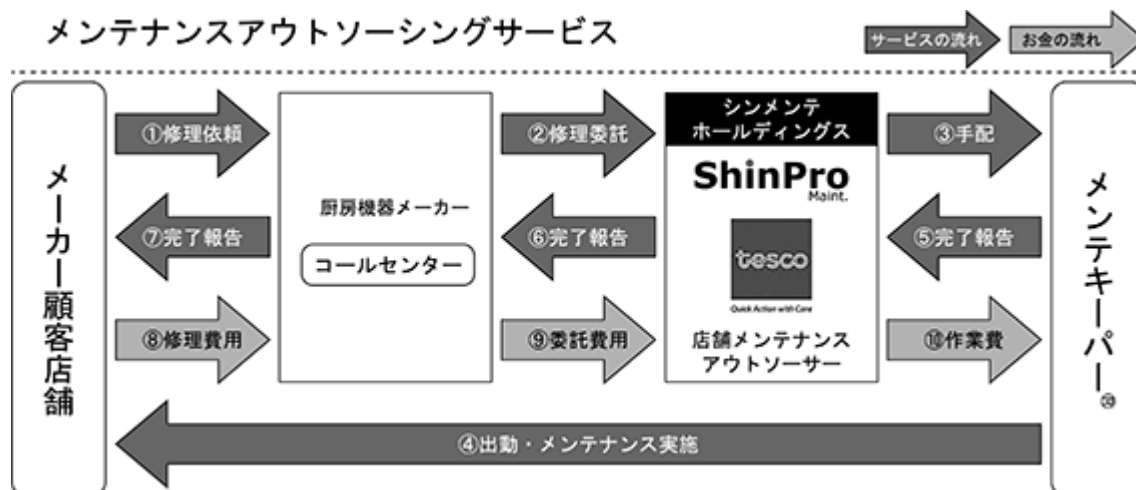 メンテナンスアウトソーシングサービス
サービスの流れ
お金の流れ
メーカー顧客店舗
①修理依頼
⑦完了報告
⑧修理費用
厨房機器メーカー
コールセンター
②修理委託
⑥完了報告
⑨委託費用
シンメンテ
ホールディングス
ShinPro
Maint.
tesco
Quick Action with Care
店舗メンテナンス
アウトソーサー
③手配
⑤完了報告
⑩作業費
メンテキーパー
④出動・メンテナンス実施